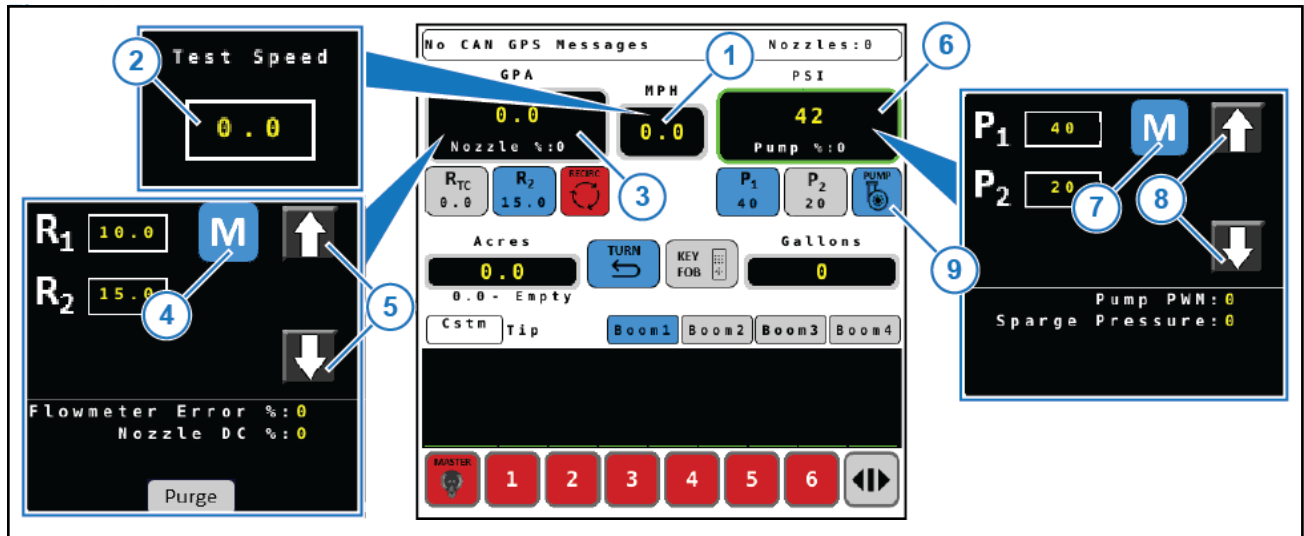 2
Test Speed
0.0
R1 10.0 M
R2 15.0
4
5
Flowmeter Error %:0
Nozzle DC %:0
Purge
No CAN GPS Messages Nozzles:0
GPA
MPH
PSI
1
6
0.0
Nozzle %:0
0.0
42
Pump %:0
3
RTC
0.0
R2
15.0
RECIRC
P1
40
P2
20
PUMP
9
Acres
TURN
KEY
FOB
Gallons
0.0
0
0.0- Empty
Cstm Tip
Boom1 Boom2 Boom3 Boom4
MASTER 1 2 3 4 5 6
P1 40 M
P2 20
7
8
Pump PWM:0
Sparge Pressure:0